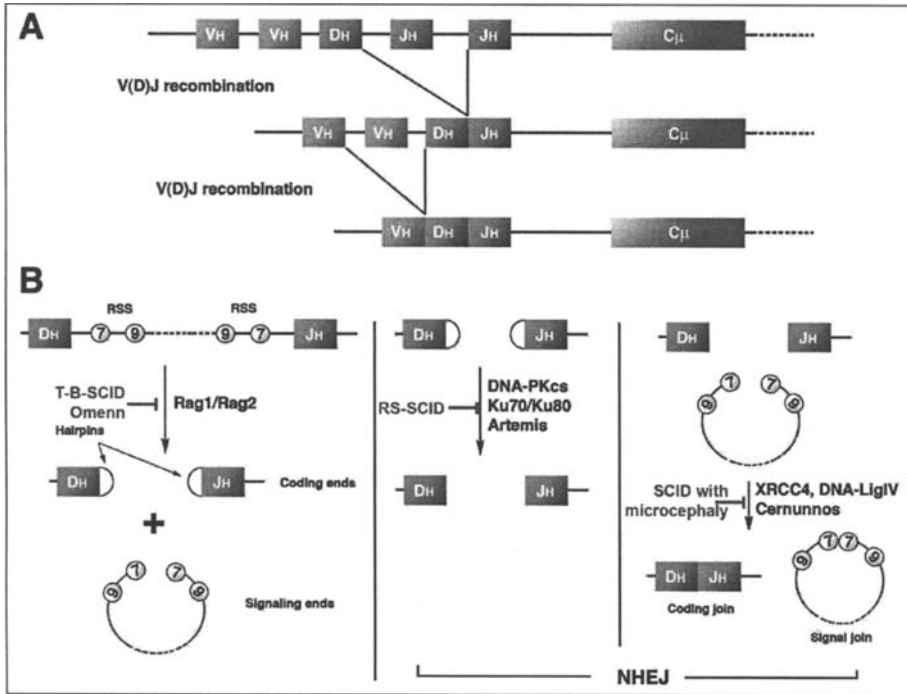 A
VH VH DH JH JH Cμ
V(D)J recombination
VH VH DH JH Cμ
V(D)J recombination
VH DH JH Cμ
B
RSS RSS
DH 7 9 9 7 JH
T-B-SCID
Omenn
Rag1/Rag2
Hairpins
DH JH Coding ends
+
9 7 7 9
Signaling ends
DH JH
RS-SCID
DNA-PKcs
Ku70/Ku80
Artemis
DH JH
DH JH
9 7 7 9
SCID with
microcephaly
XRCC4, DNA-LigIV
Cernunnos
DH JH
Coding join
9 7 7 9
Signal join
NHEJ